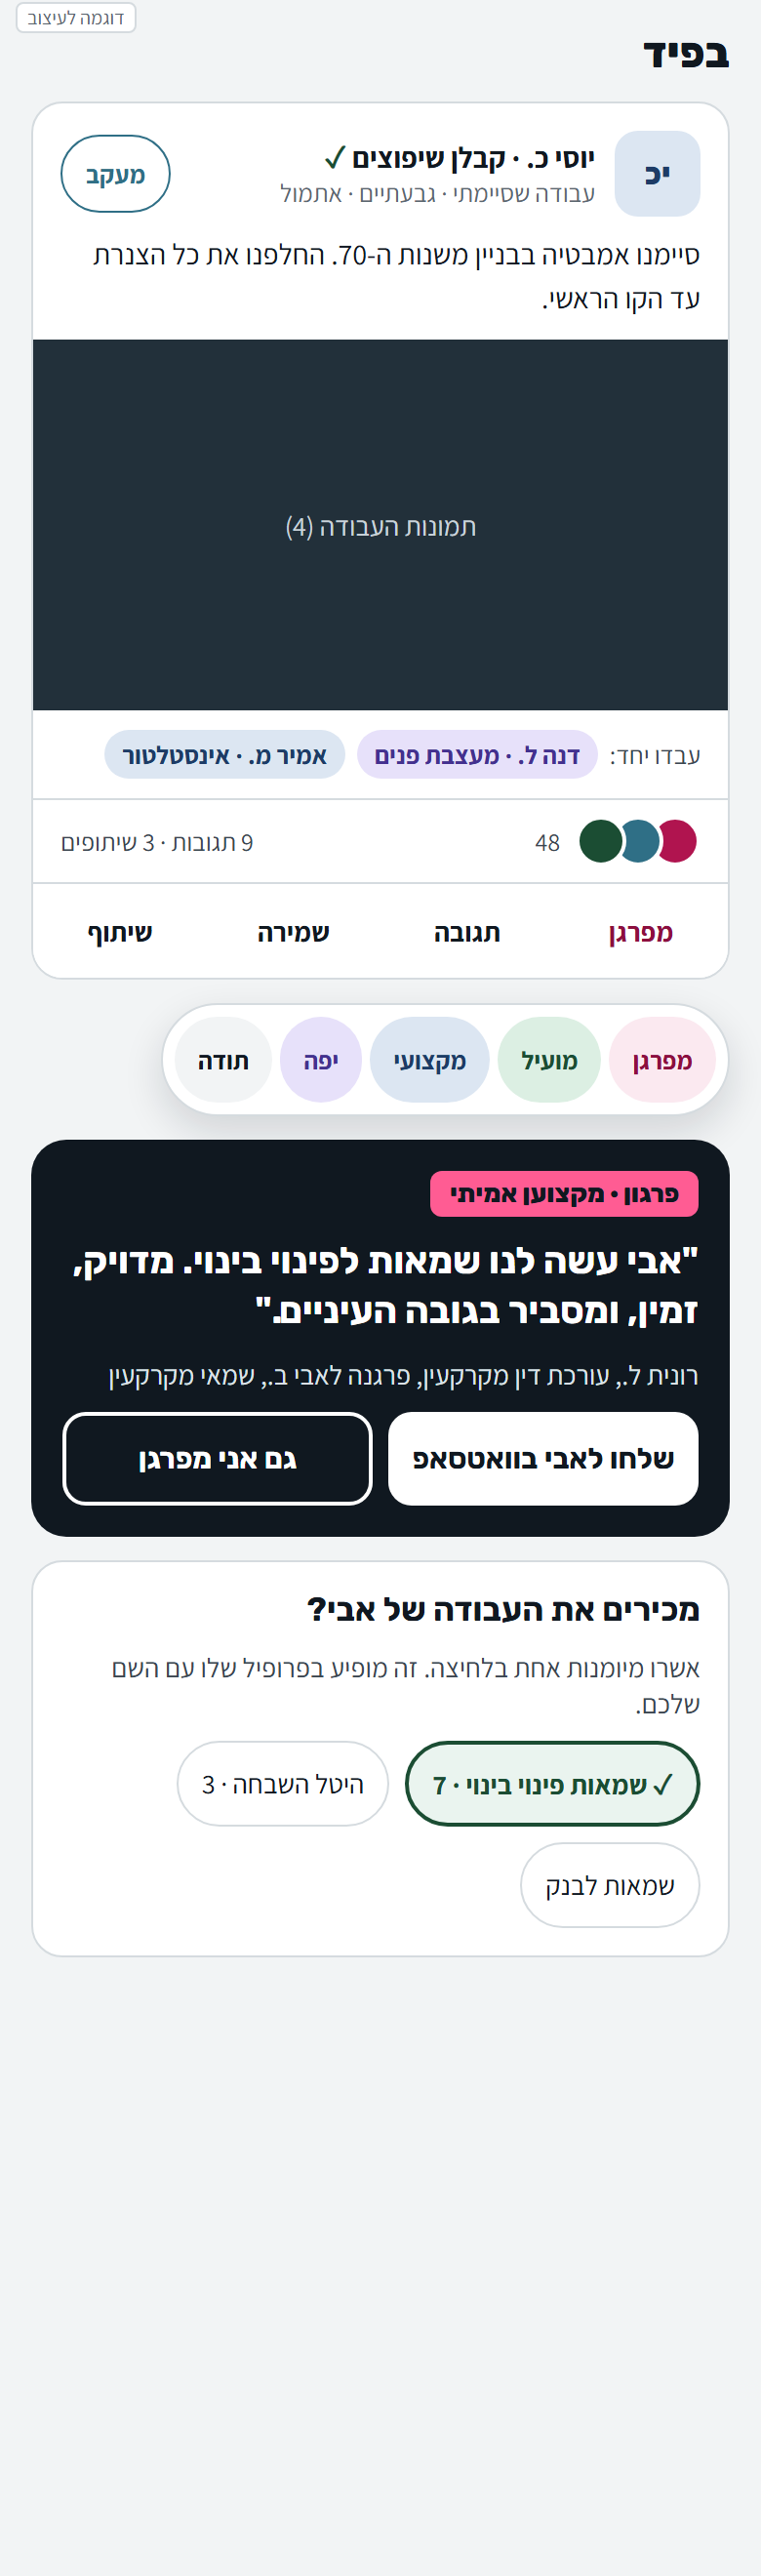 דוגמה לעיצוב
בפיד
יכ
יוסי כ. · קבלן שיפוצים ✓
עבודה שסיימתי · גבעתיים · אתמול
מעקב
סיימנו אמבטיה בבניין משנות ה-70. החלפנו את כל הצנרת
עד הקו הראשי.
תמונות העבודה (4)
עבדו יחד: דנה ל. · מעצבת פנים אמיר מ. · אינסטלטור
48
9 תגובות · 3 שיתופים
מפרגן תגובה שמירה שיתוף
מפרגן מועיל מקצועי יפה תודה
פרגון · מקצוען אמיתי
"אבי עשה לנו שמאות לפינוי בינוי. מדויק,
זמין, ומסביר בגובה העיניים."
רונית ל., עורכת דין מקרקעין, פרגנה לאבי ב., שמאי מקרקעין
שלחו לאבי בוואטסאפ
גם אני מפרגן
מכירים את העבודה של אבי?
אשרו מיומנות אחת בלחיצה. זה מופיע בפרופיל שלו עם השם
שלכם.
✓ שמאות פינוי בינוי · 7
היטל השבחה · 3
שמאות לבנק